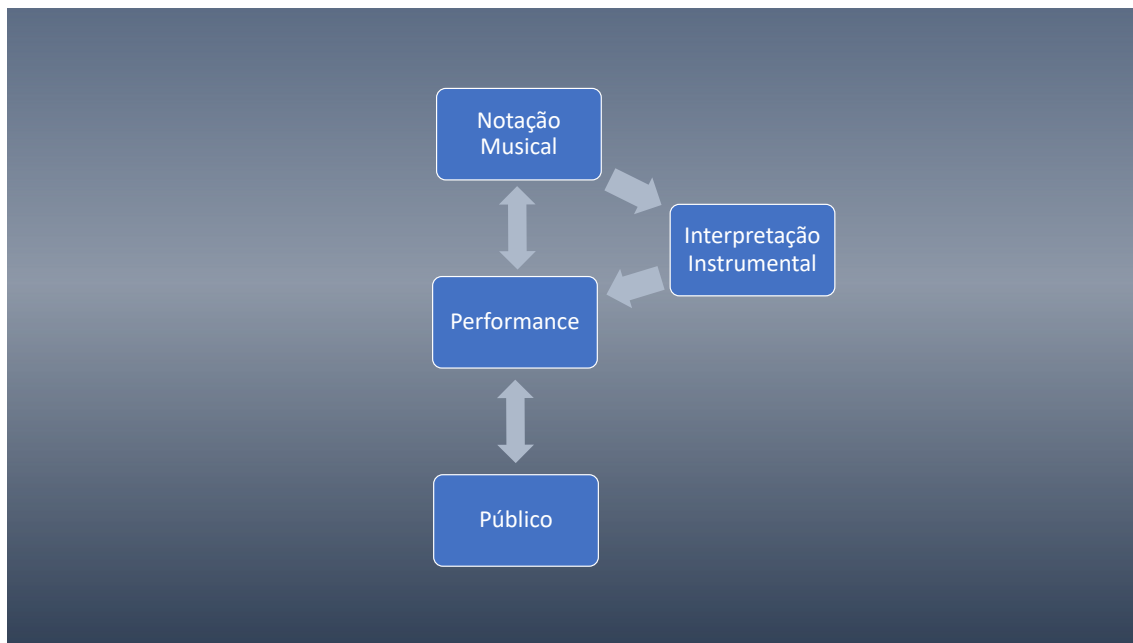 Notação
Musical
Interpretação
Instrumental
Performance
Público